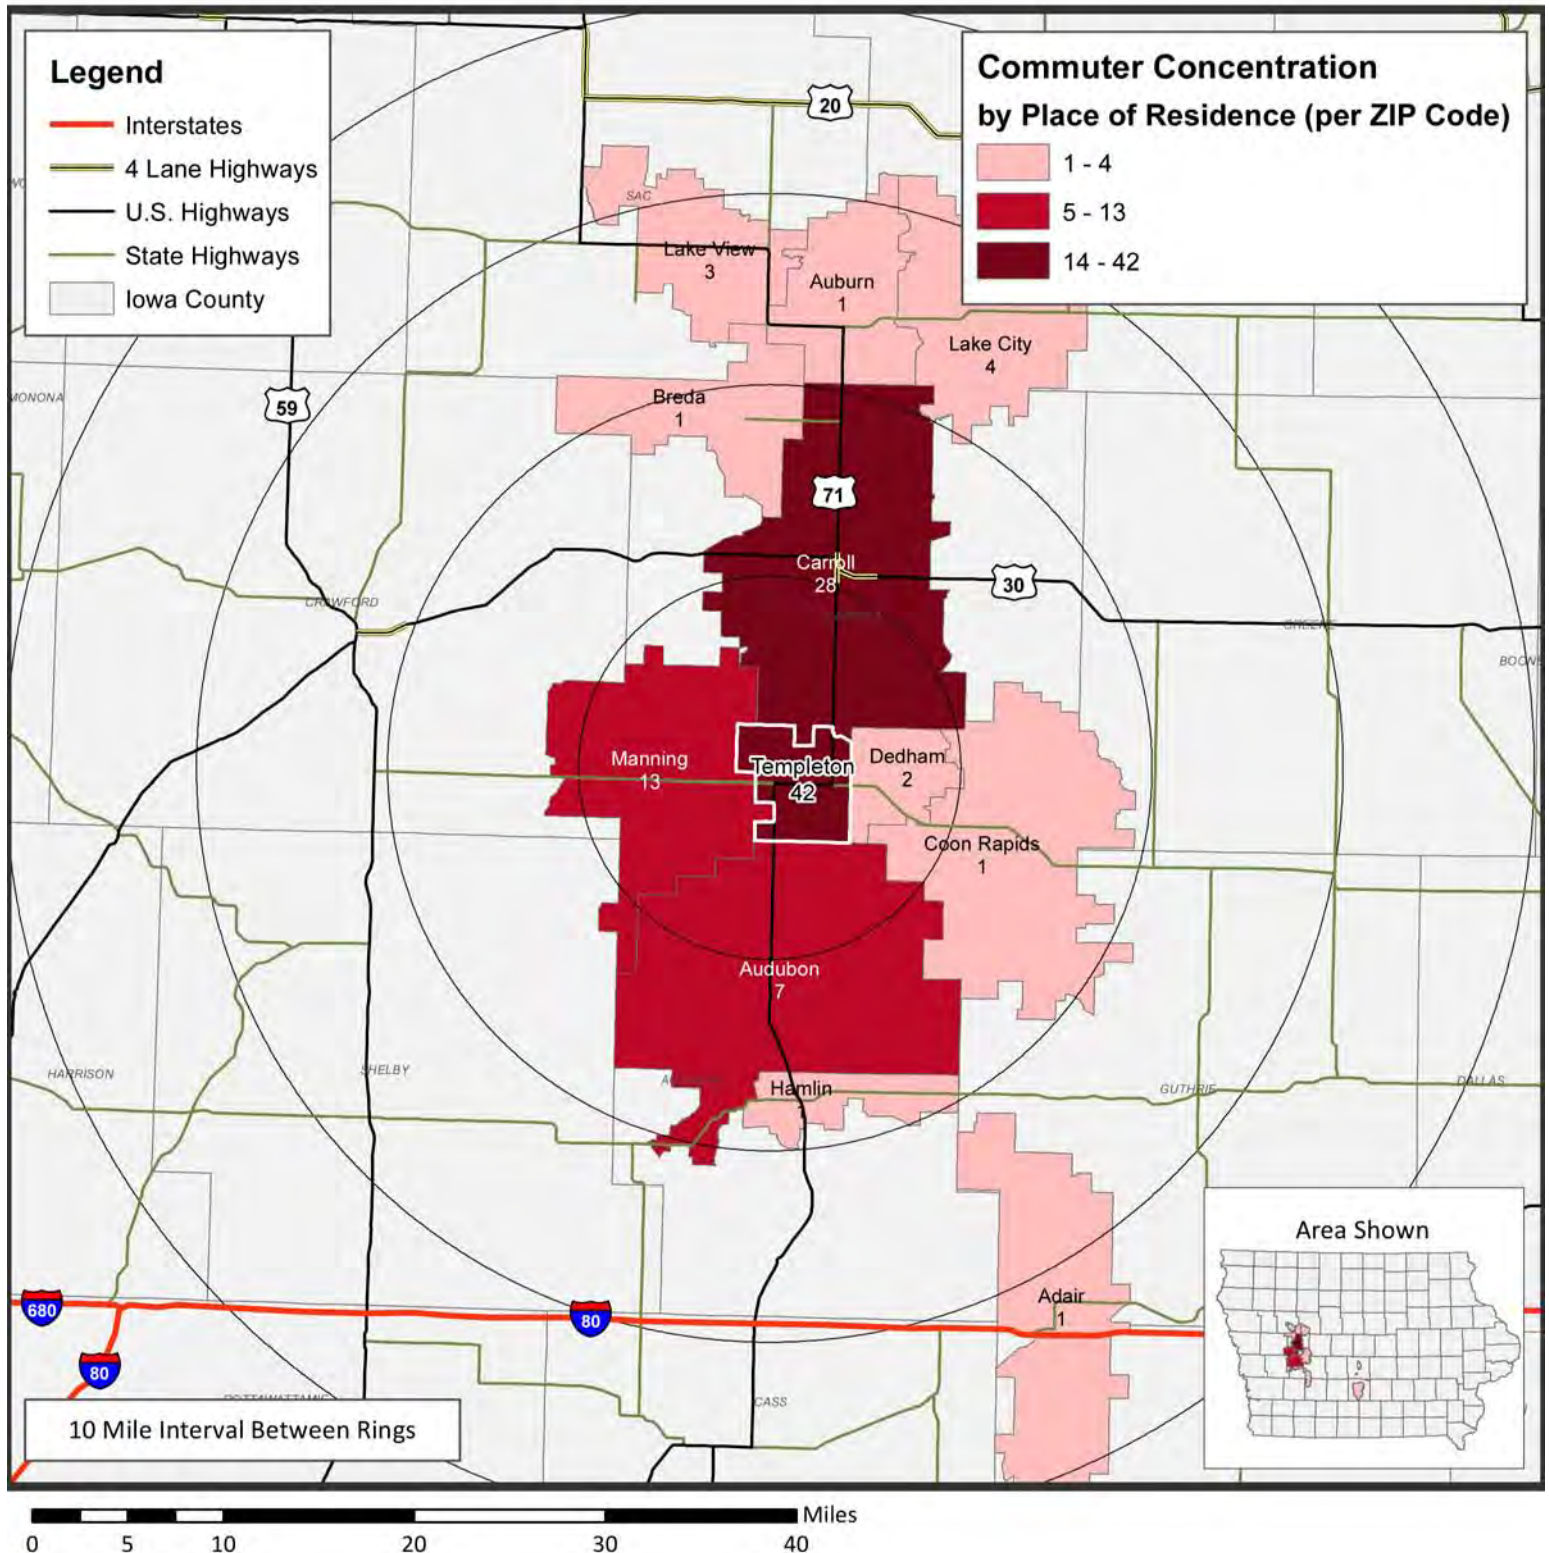 Legend
Interstates
4 Lane Highways
U.S. Highways
State Highways
Iowa County
Commuter Concentration
by Place of Residence (per ZIP Code)
1 - 4
5 - 13
14 - 42
20
SAC
Lake View
3
Auburn
1
Lake City
4
MONONA
59
Breda
1
71
Carroll
28
30
CRAWFORD
GREENE
Manning
13
Templeton
42
Dedham
2
Coon Rapids
1
Audubon
7
HARRISON
SHELBY
Hamlin
1
GUTHRIE
DALLAS
Adair
1
680
80
80
CASS
Area Shown
10 Mile Interval Between Rings
Miles
0 5 10 20 30 40